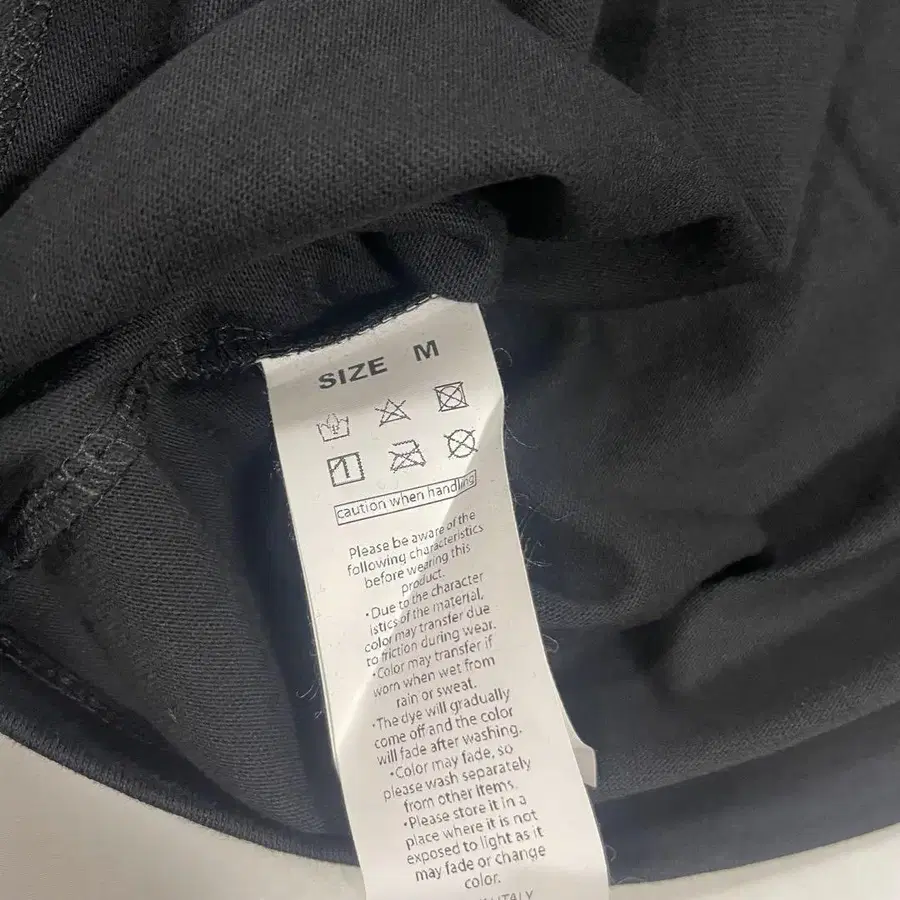 SIZE M
caution when handling
Please be aware of the
following characteristics
before wearing this
product.
·Due to the character
istics of the material,
color may transfer due
to friction during wear.
·Color may transfer if
worn when wet from
rain or sweat.
·The dye will gradually
come off and the color
will fade after washing.
·Color may fade, so
please wash separately
from other items.
·Please store it in a
place where it is not
exposed to light as it
may fade or change
color.
ITALY